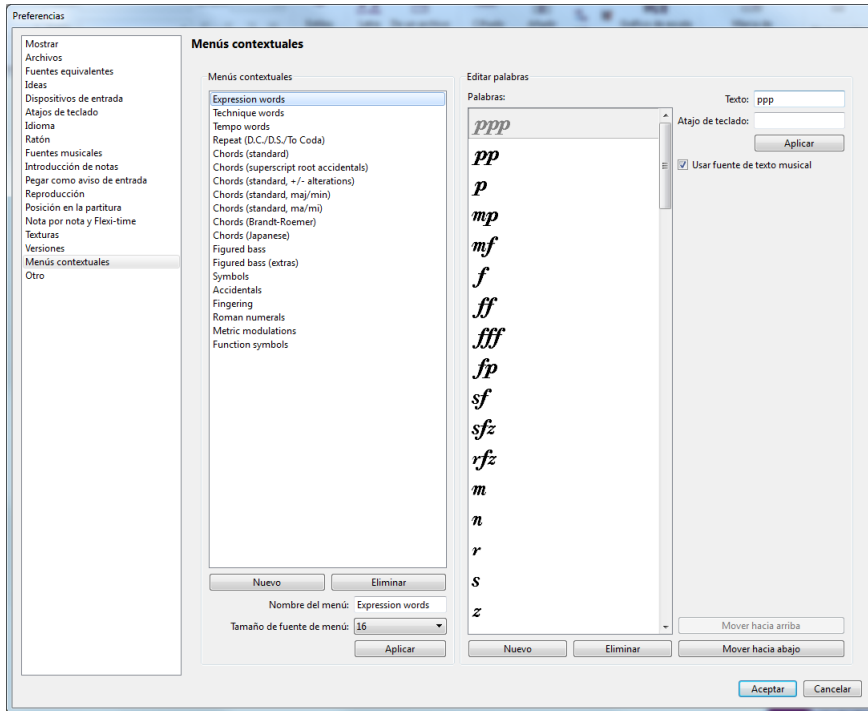 Preferencias
Mostrar
Archivos
Fuentes equivalentes
Ideas
Dispositivos de entrada
Atajos de teclado
Idioma
Ratón
Fuentes musicales
Introducción de notas
Pegar como aviso de entrada
Reproducción
Posición en la partitura
Nota por nota y Flexi-time
Texturas
Versiones
Menús contextuales
Otro
Menús contextuales
Menús contextuales
Expression words
Technique words
Tempo words
Repeat (D.C./D.S./To Coda)
Chords (standard)
Chords (superscript root accidentals)
Chords (standard, +/- alterations)
Chords (standard, maj/min)
Chords (standard, ma/mi)
Chords (Brandt-Roemer)
Chords (Japanese)
Figured bass
Figured bass (extras)
Symbols
Accidentals
Fingering
Roman numerals
Metric modulations
Function symbols
Nuevo Eliminar
Nombre del menú: Expression words
Tamaño de fuente de menú: 16
Aplicar
Editar palabras
Palabras:
ppp
pp
p
mp
mf
f
ff
fff
fp
sf
sfz
rfz
m
n
r
s
z
Nuevo Eliminar
Texto: ppp
Atajo de teclado:
Aplicar
Usar fuente de texto musical
Mover hacia arriba
Mover hacia abajo
Aceptar Cancelar